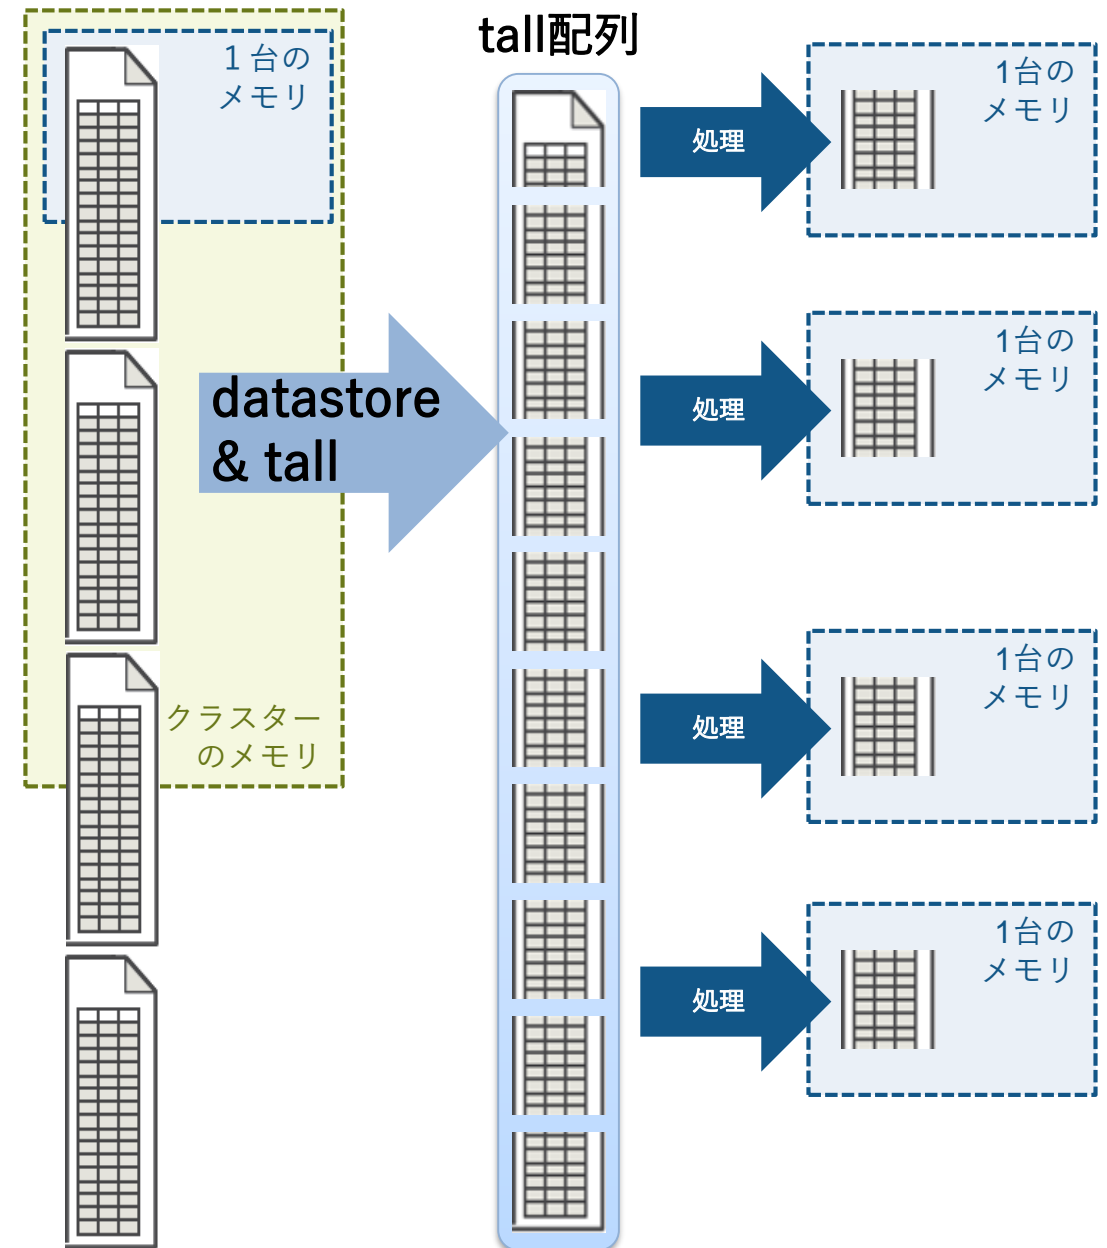 tall配列
１台の
メモリ
datastore
& tall
クラスター
のメモリ
処理
1台の
メモリ
処理
1台の
メモリ
処理
1台の
メモリ
処理
1台の
メモリ